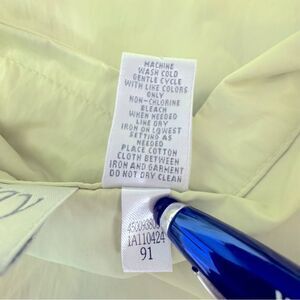 MACHINE
WASH COLD
GENTLE CYCLE
WITH LIKE COLORS
ONLY
NON-CHLORINE
BLEACH
WHEN NEEDED
LINE DRY
IRON ON LOWEST
SETTING AS
NEEDED
PLACE COTTON
CLOTH BETWEEN
IRON AND GARMENT
DO NOT DRY CLEAN
1A110424
91